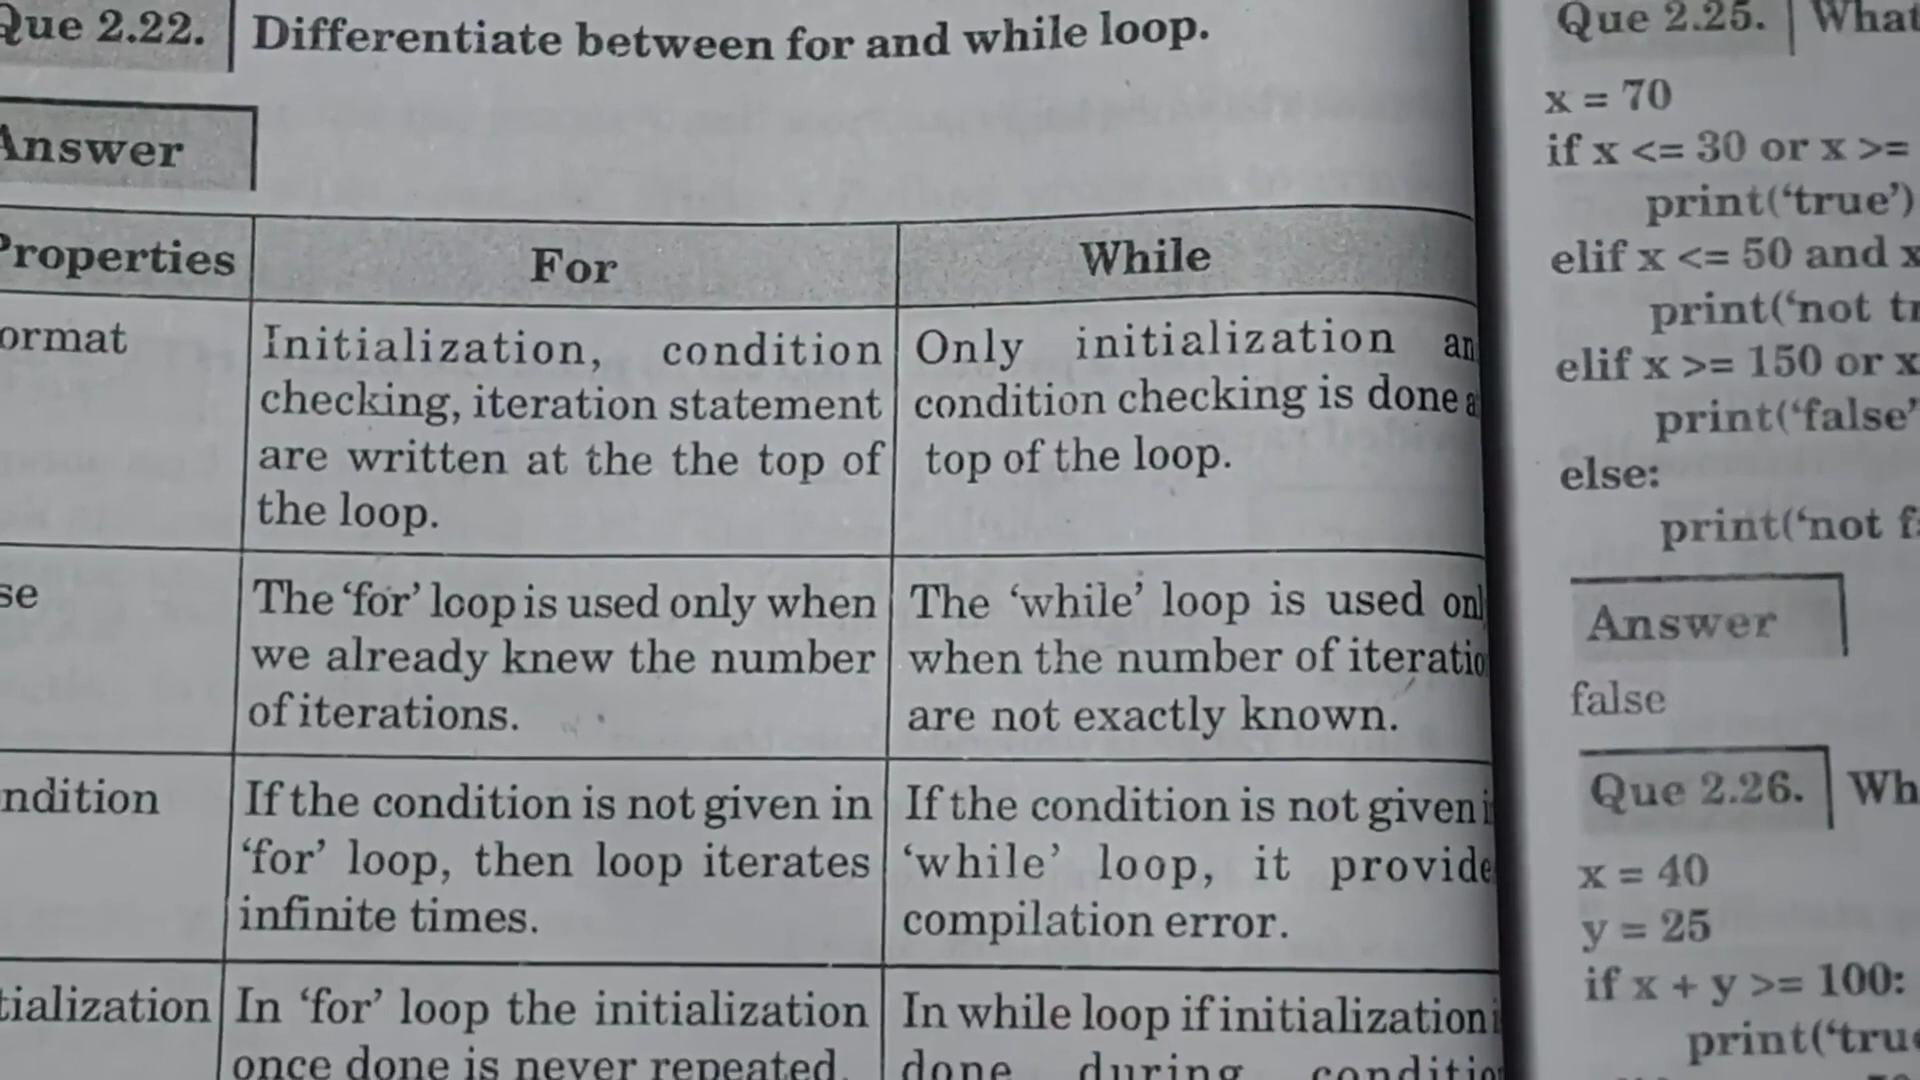 Que 2.22. Differentiate between for and while loop.
Answer
Properties For While
ormat
Initialization, condition
checking, iteration statement
are written at the the top of
the loop.
Only initialization an
condition checking is done a
top of the loop.
se
The ‘for’ loop is used only when
we already knew the number
of iterations.
The ‘while’ loop is used onl
when the number of iteratio
are not exactly known.
ndition
If the condition is not given in
‘for’ loop, then loop iterates
infinite times.
If the condition is not given i
‘while’ loop, it provide
compilation error.
tialization
In ‘for’ loop the initialization
once done is never repeated.
In while loop if initialization i
done during conditio
Que 2.25. What
x = 70
if x <= 30 or x >=
print(‘true’)
elif x <= 50 and x
print(‘not tr
elif x >= 150 or x
print(‘false’
else:
print(‘not f
Answer
false
Que 2.26. Wh
x = 40
y = 25
if x + y >= 100:
print(‘true